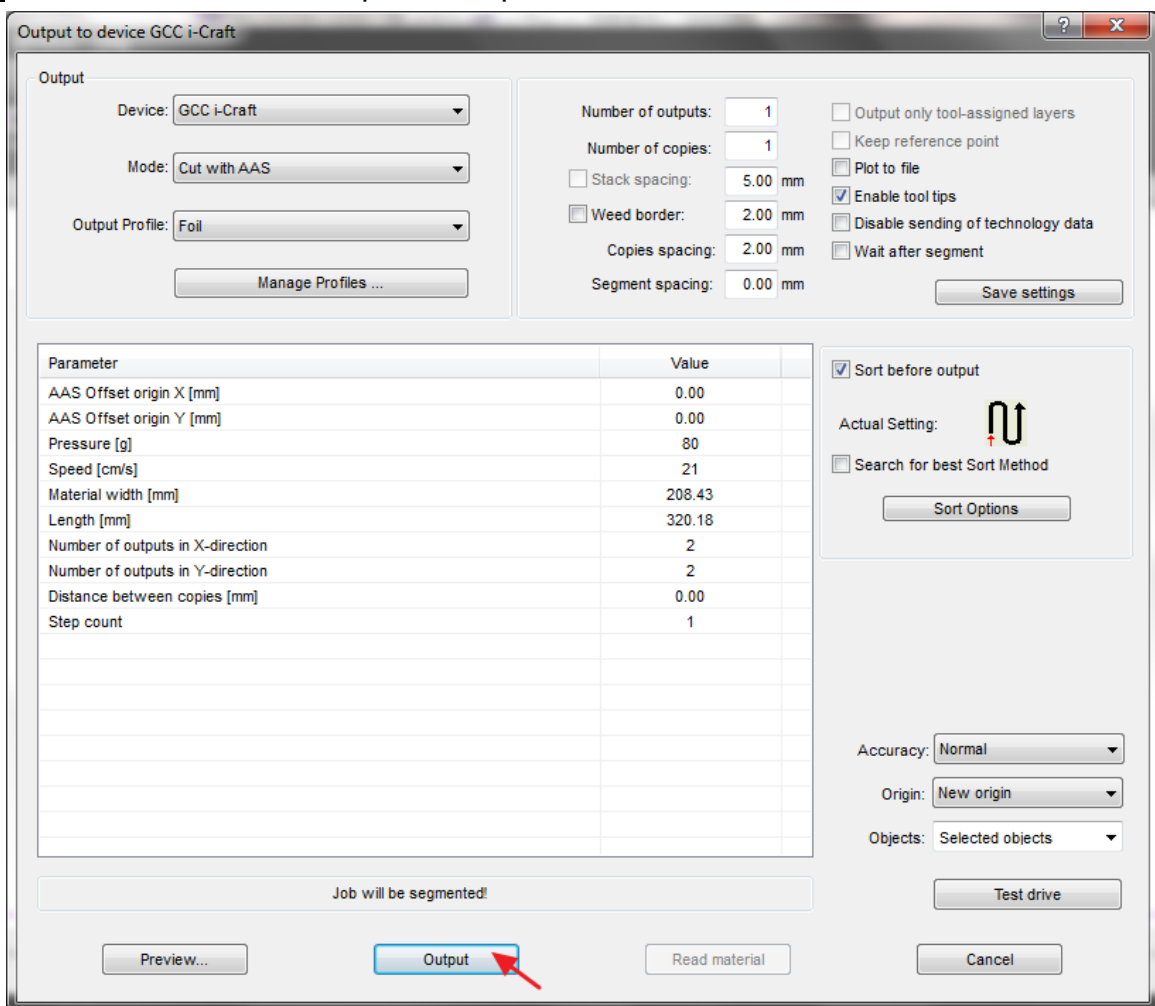 Output to device GCC i-Craft
Output
Device: GCC i-Craft
Mode: Cut with AAS
Output Profile: Foil
Manage Profiles ...
Number of outputs: 1
Number of copies: 1
Stack spacing: 5.00 mm
Weed border: 2.00 mm
Copies spacing: 2.00 mm
Segment spacing: 0.00 mm
Output only tool-assigned layers
Keep reference point
Plot to file
Enable tool tips
Disable sending of technology data
Wait after segment
Save settings
Parameter Value
AAS Offset origin X [mm] 0.00
AAS Offset origin Y [mm] 0.00
Pressure [g] 80
Speed [cm/s] 21
Material width [mm] 208.43
Length [mm] 320.18
Number of outputs in X-direction 2
Number of outputs in Y-direction 2
Distance between copies [mm] 0.00
Step count 1
Sort before output
Actual Setting:
Search for best Sort Method
Sort Options
Accuracy: Normal
Origin: New origin
Objects: Selected objects
Job will be segmented!
Test drive
Preview...
Output
Read material
Cancel